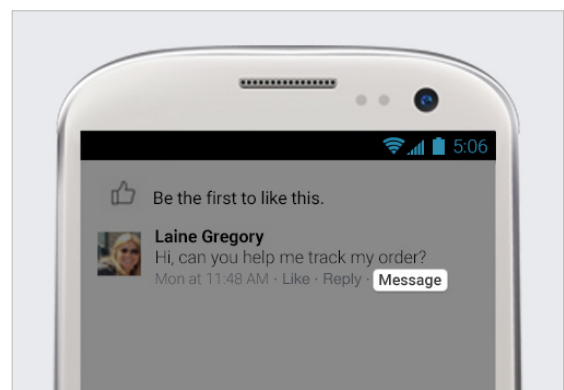 5:06
Be the first to like this.
Laine Gregory
Hi, can you help me track my order?
Mon at 11:48 AM · Like · Reply · Message